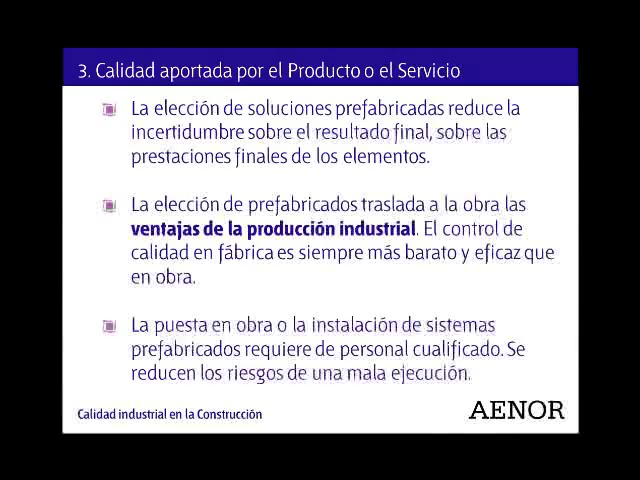 3. Calidad aportada por el Producto o el Servicio
La elección de soluciones prefabricadas reduce la
incertidumbre sobre el resultado final, sobre las
prestaciones finales de los elementos.
La elección de prefabricados traslada a la obra las
ventajas de la producción industrial. El control de
calidad en fábrica es siempre más barato y eficaz que
en obra.
La puesta en obra o la instalación de sistemas
prefabricados requiere de personal cualificado. Se
reducen los riesgos de una mala ejecución.
Calidad industrial en la Construcción
AENOR